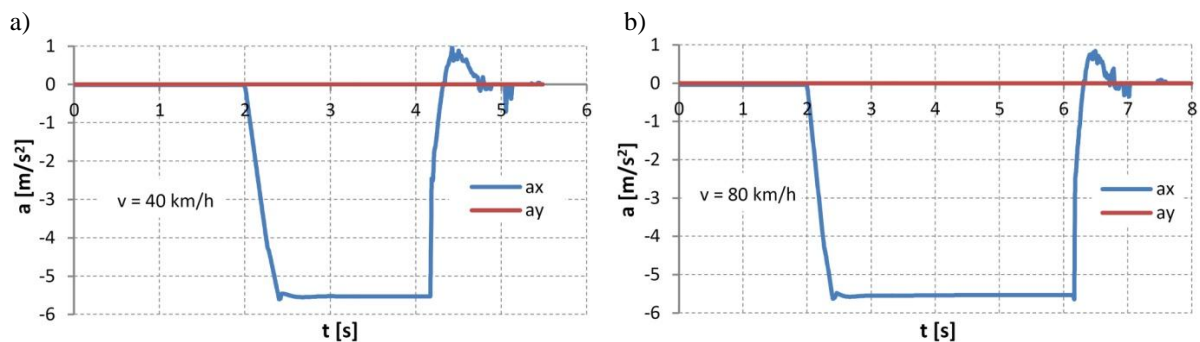 a)
1
0
-1
-2
-3
-4
-5
-6
0 1 2 3 4 5 6
a [m/s²]
t [s]
v = 40 km/h
ax
ay
b)
1
0
-1
-2
-3
-4
-5
-6
0 1 2 3 4 5 6 7 8
a [m/s²]
t [s]
v = 80 km/h
ax
ay